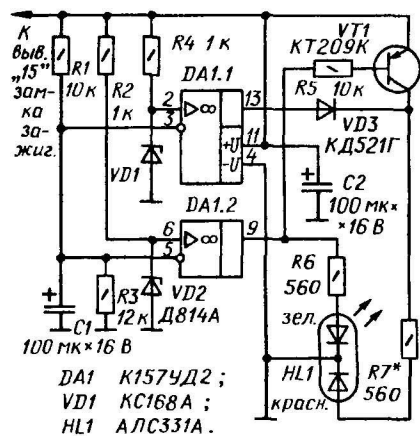 К
выв.
„15"
зам-
ка
за-
жиг.
R1
10к
R2
1к
R4 1к
DA1.1
2
3
∞
13
11
+U
-U
4
VT1
КТ209К
R5 10к
VD3
КД521Г
VD1
C2
100 мк×
×16 В
DA1.2
6
5
∞
9
R6
560
VD2
Д814А
R3
12к
C1
100 мк×16 В
зел.
HL1
красн.
R7*
560
DA1 К157УД2;
VD1 КС168А;
HL1 АЛС331А.